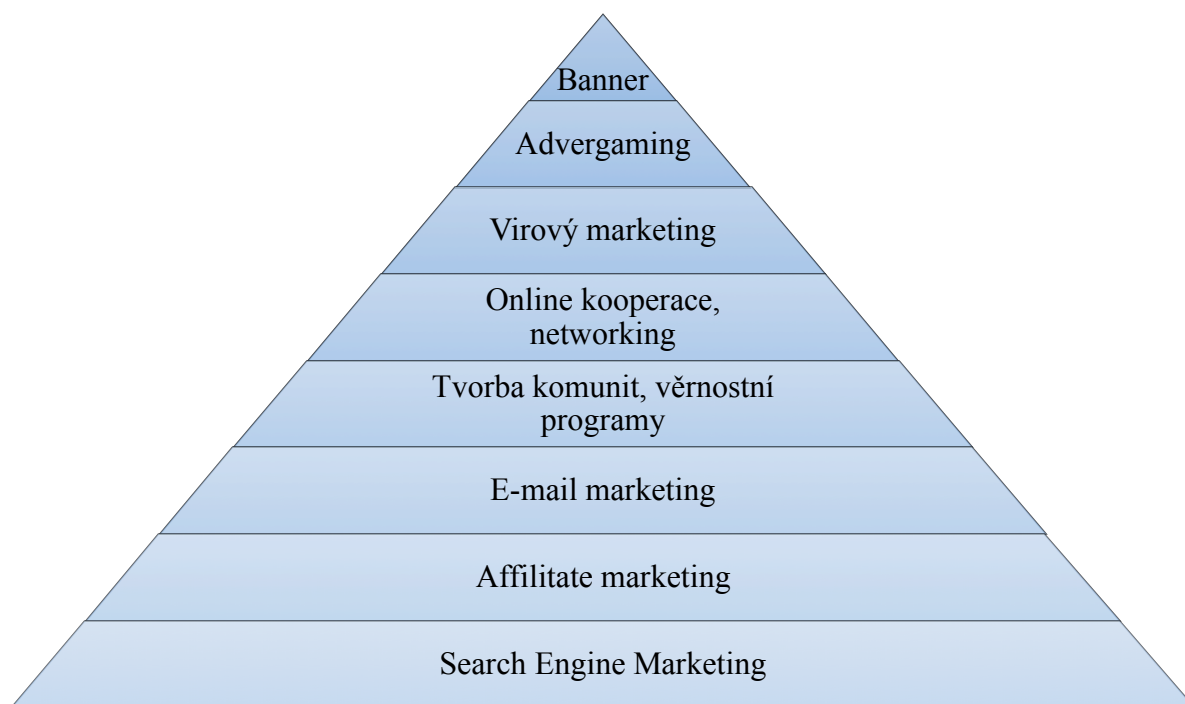 Banner
Advergaming
Virový marketing
Online kooperace,
networking
Tvorba komunit, věrnostní
programy
E-mail marketing
Affilitate marketing
Search Engine Marketing